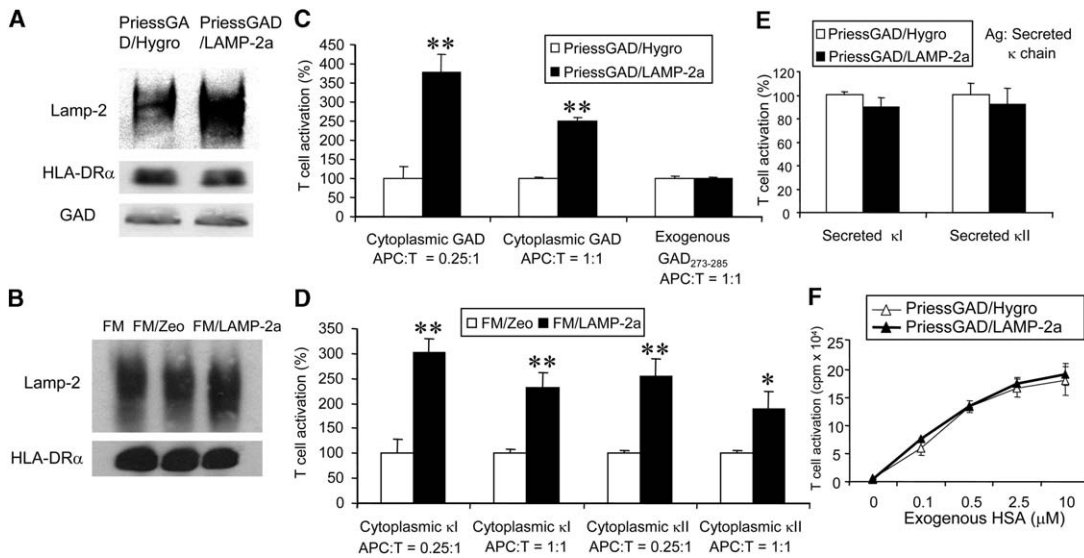 A
PriessGA PriessGAD
D/Hygro /LAMP-2a
Lamp-2
HLA-DRα
GAD
B
FM FM/Zeo FM/LAMP-2a
Lamp-2
HLA-DRα
C
T cell activation (%)
450
400
350
300
250
200
150
100
50
0
PriessGAD/Hygro
PriessGAD/LAMP-2a
**
**
Cytoplasmic GAD
APC:T = 0.25:1
Cytoplasmic GAD
APC:T = 1:1
Exogenous
GAD273-285
APC:T = 1:1
D
T cell activation (%)
350
300
250
200
150
100
50
0
FM/Zeo FM/LAMP-2a
**
**
**
*
Cytoplasmic κI
APC:T = 0.25:1
Cytoplasmic κI
APC:T = 1:1
Cytoplasmic κII
APC:T = 0.25:1
Cytoplasmic κII
APC:T = 1:1
E
PriessGAD/Hygro
PriessGAD/LAMP-2a
Ag: Secreted
κ chain
T cell activation (%)
120
100
80
60
40
20
0
Secreted κI Secreted κII
F
PriessGAD/Hygro
PriessGAD/LAMP-2a
T cell activation (cpm x 10⁴)
25
20
15
10
5
0
0 0.1 0.5 2.5 10
Exogenous HSA (μM)